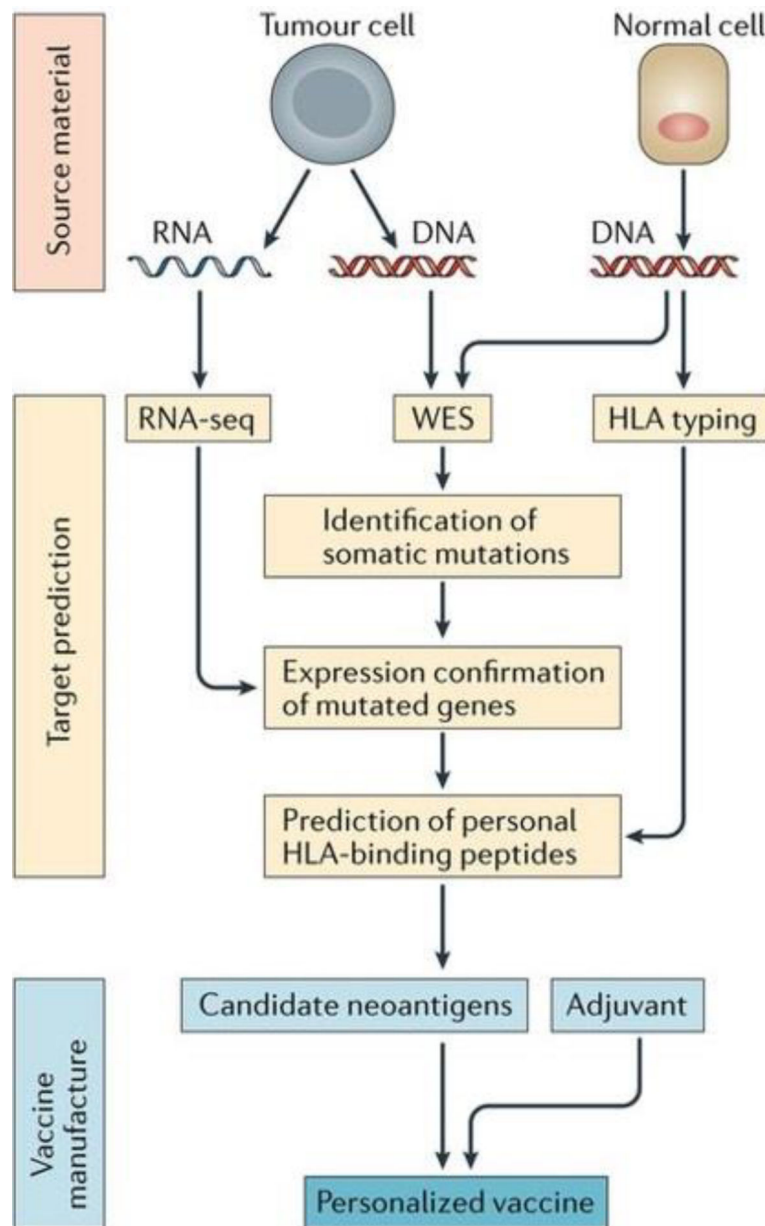 Source material
Tumour cell
Normal cell
RNA
DNA
DNA
Target prediction
RNA-seq
WES
HLA typing
Identification of
somatic mutations
Expression confirmation
of mutated genes
Prediction of personal
HLA-binding peptides
Vaccine
manufacture
Candidate neoantigens
Adjuvant
Personalized vaccine